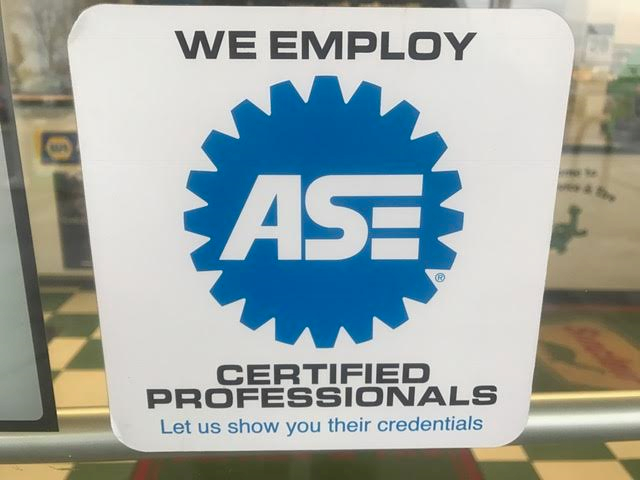 WE EMPLOY
ASE®
CERTIFIED
PROFESSIONALS
Let us show you their credentials